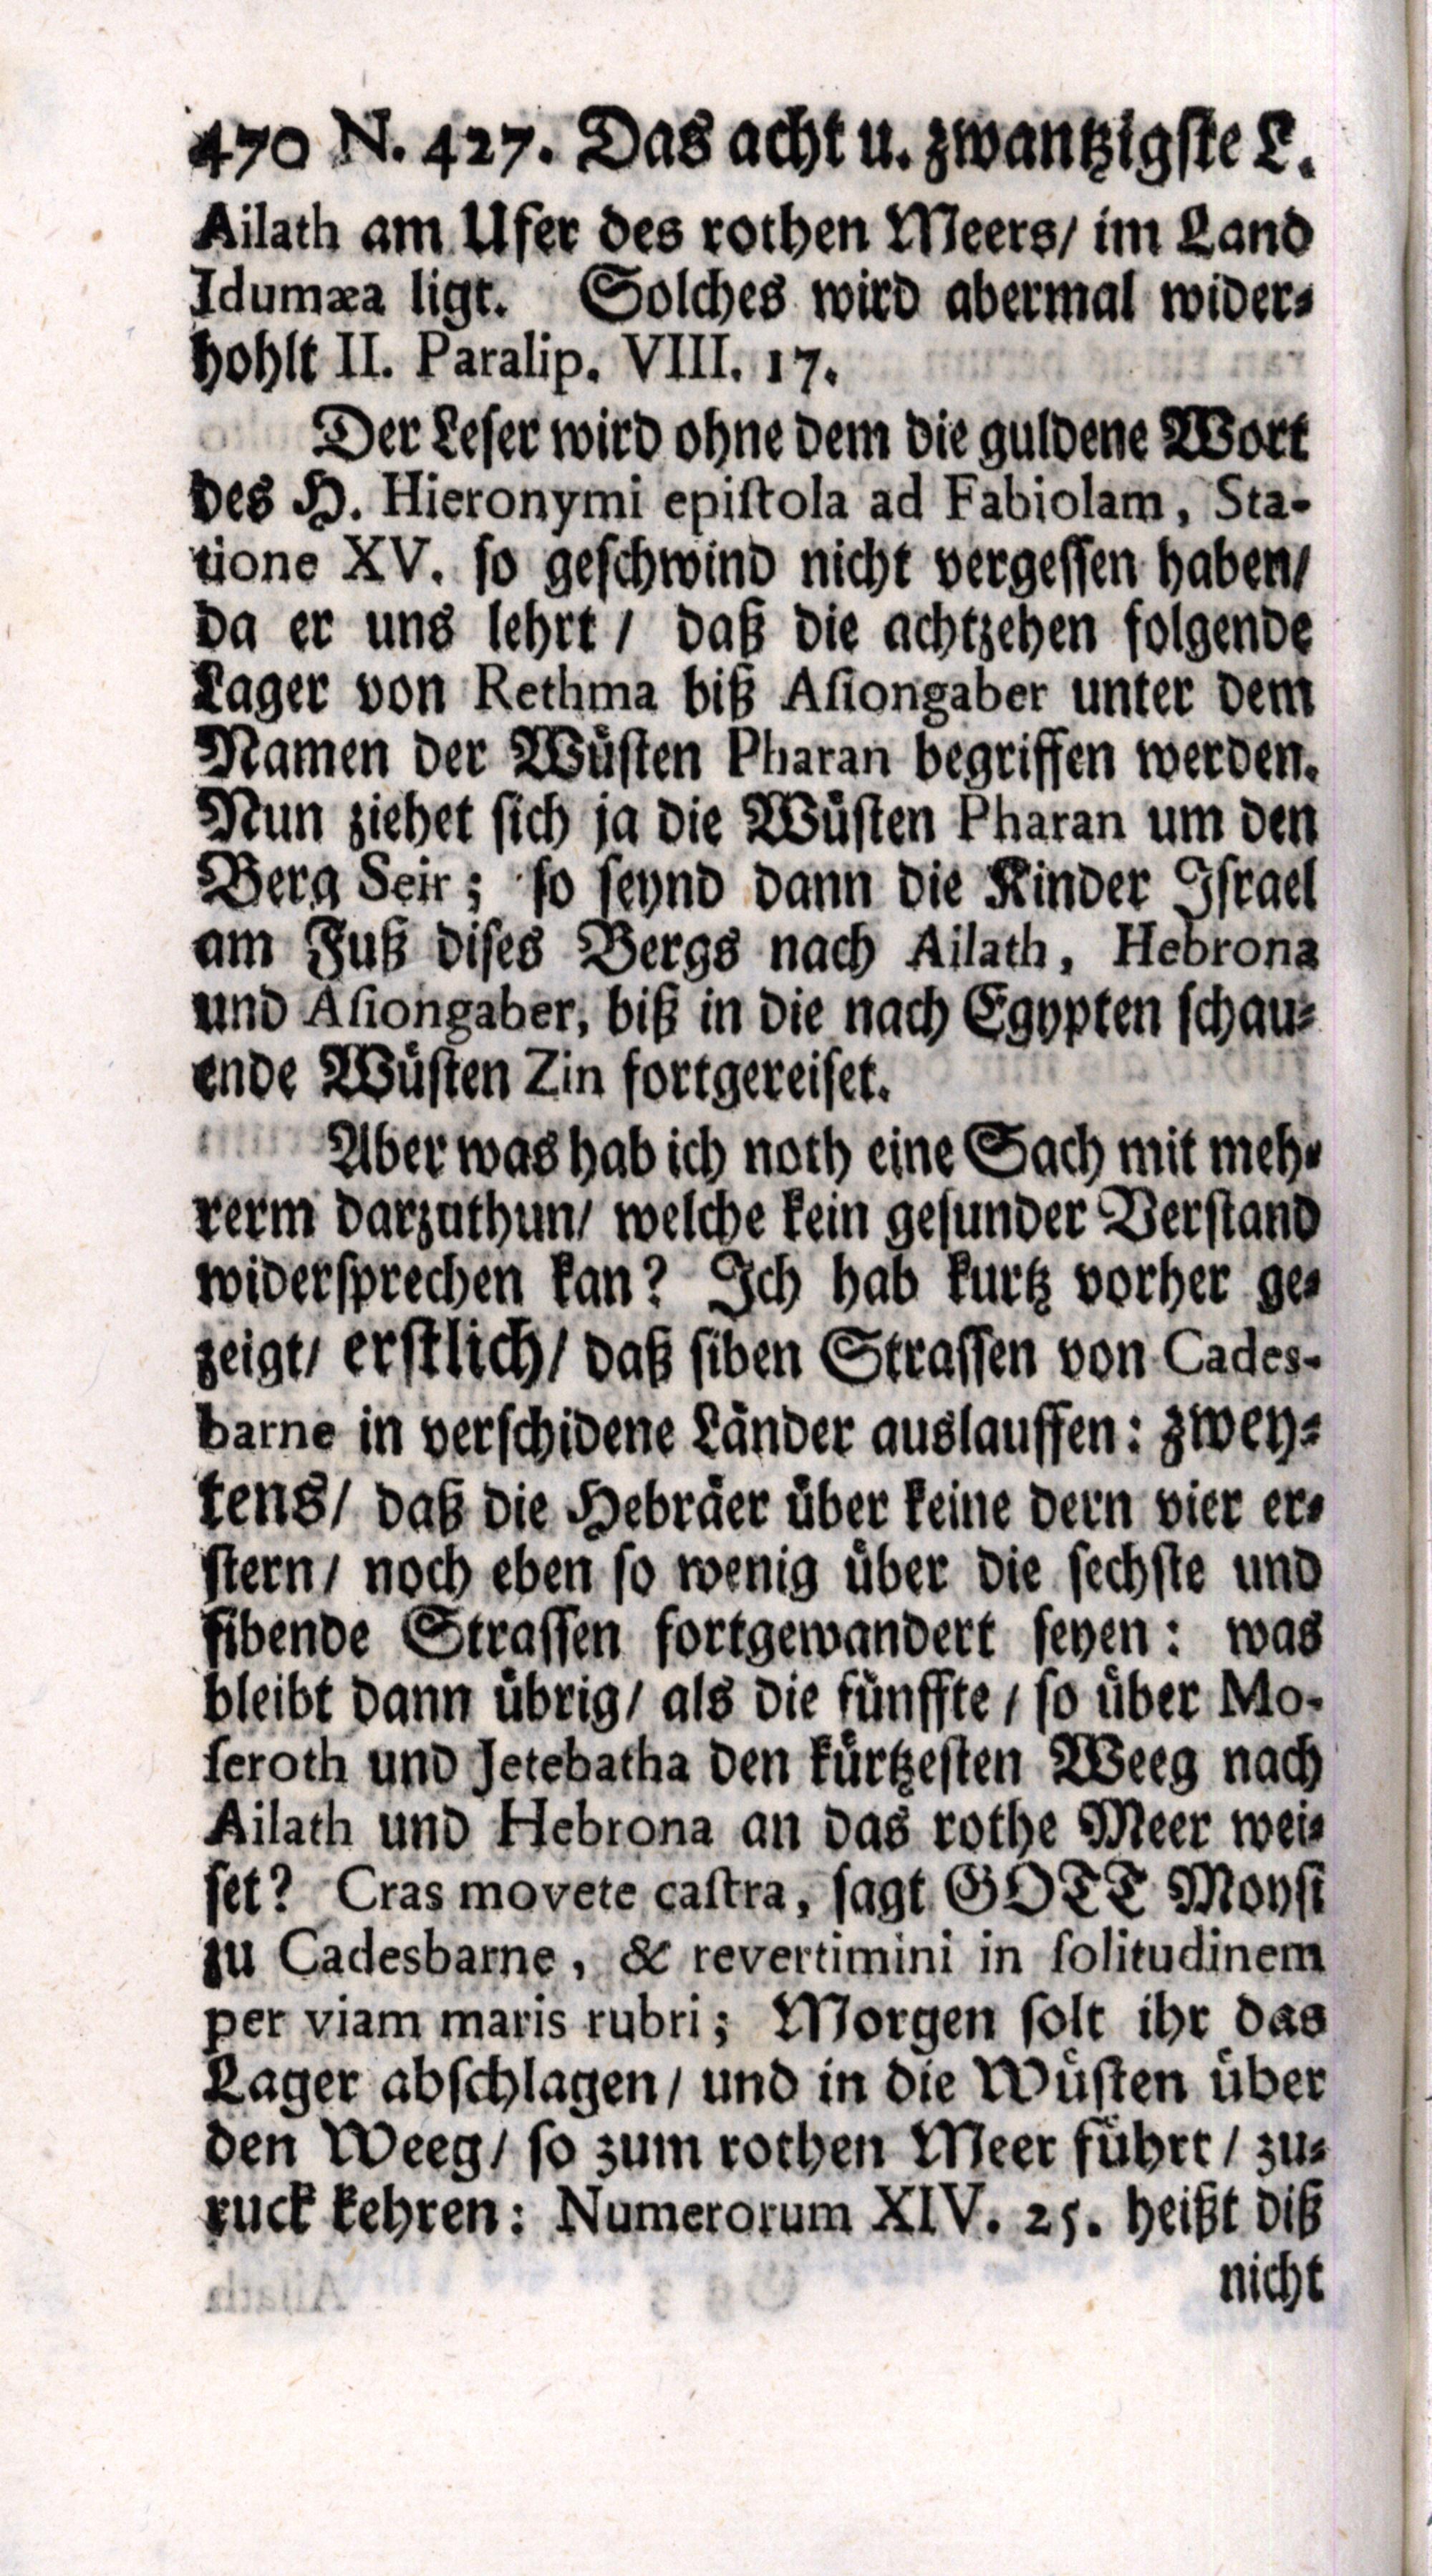 470 N. 427. Das acht u. zwantzigste L.
Ailath am Ufer des rothen Meers/ im Land
Idumæa ligt. Solches wird abermal wider-
hohlt II. Paralip. VIII. 17.
Der Leser wird ohne dem die guldene Wort
des H. Hieronymi epiſtola ad Fabiolam, Sta-
tione XV. so geschwind nicht vergessen haben/
da er uns lehrt / daß die achtzehen folgende
Lager von Rethma biß Aſiongaber unter dem
Namen der Wüsten Pharan begriffen werden.
Nun ziehet sich ja die Wüsten Pharan um den
Berg Seir; so seynd dann die Kinder Israel
am Fuß dises Bergs nach Ailath, Hebrona
und Aſiongaber, biß in die nach Egypten schau-
ende Wüsten Zin fortgereiset.
Aber was hab ich noth eine Sach mit meh-
rerm darzuthun/ welche kein gesunder Verstand
widersprechen kan? Ich hab kurtz vorher ge-
zeigt/ erstlich/ daß siben Strassen von Cades-
barne in verschidene Länder auslauffen: zwey-
tens/ daß die Hebräer über keine dern vier er-
stern/ noch eben so wenig über die sechste und
sibende Strassen fortgewandert seyen: was
bleibt dann übrig/ als die fünffte / so über Mo-
ſeroth und Jetebatha den kürtzesten Weeg nach
Ailath und Hebrona an das rothe Meer wei-
set? Cras movete caſtra, sagt GOTT Moysi
zu Cadesbarne, & revertimini in ſolitudinem
per viam maris rubri; Morgen solt ihr das
Lager abschlagen/ und in die Wüsten über
den Weeg/ so zum rothen Meer führt / zu-
ruck kehren: Numerorum XIV. 25. heißt diß
nicht